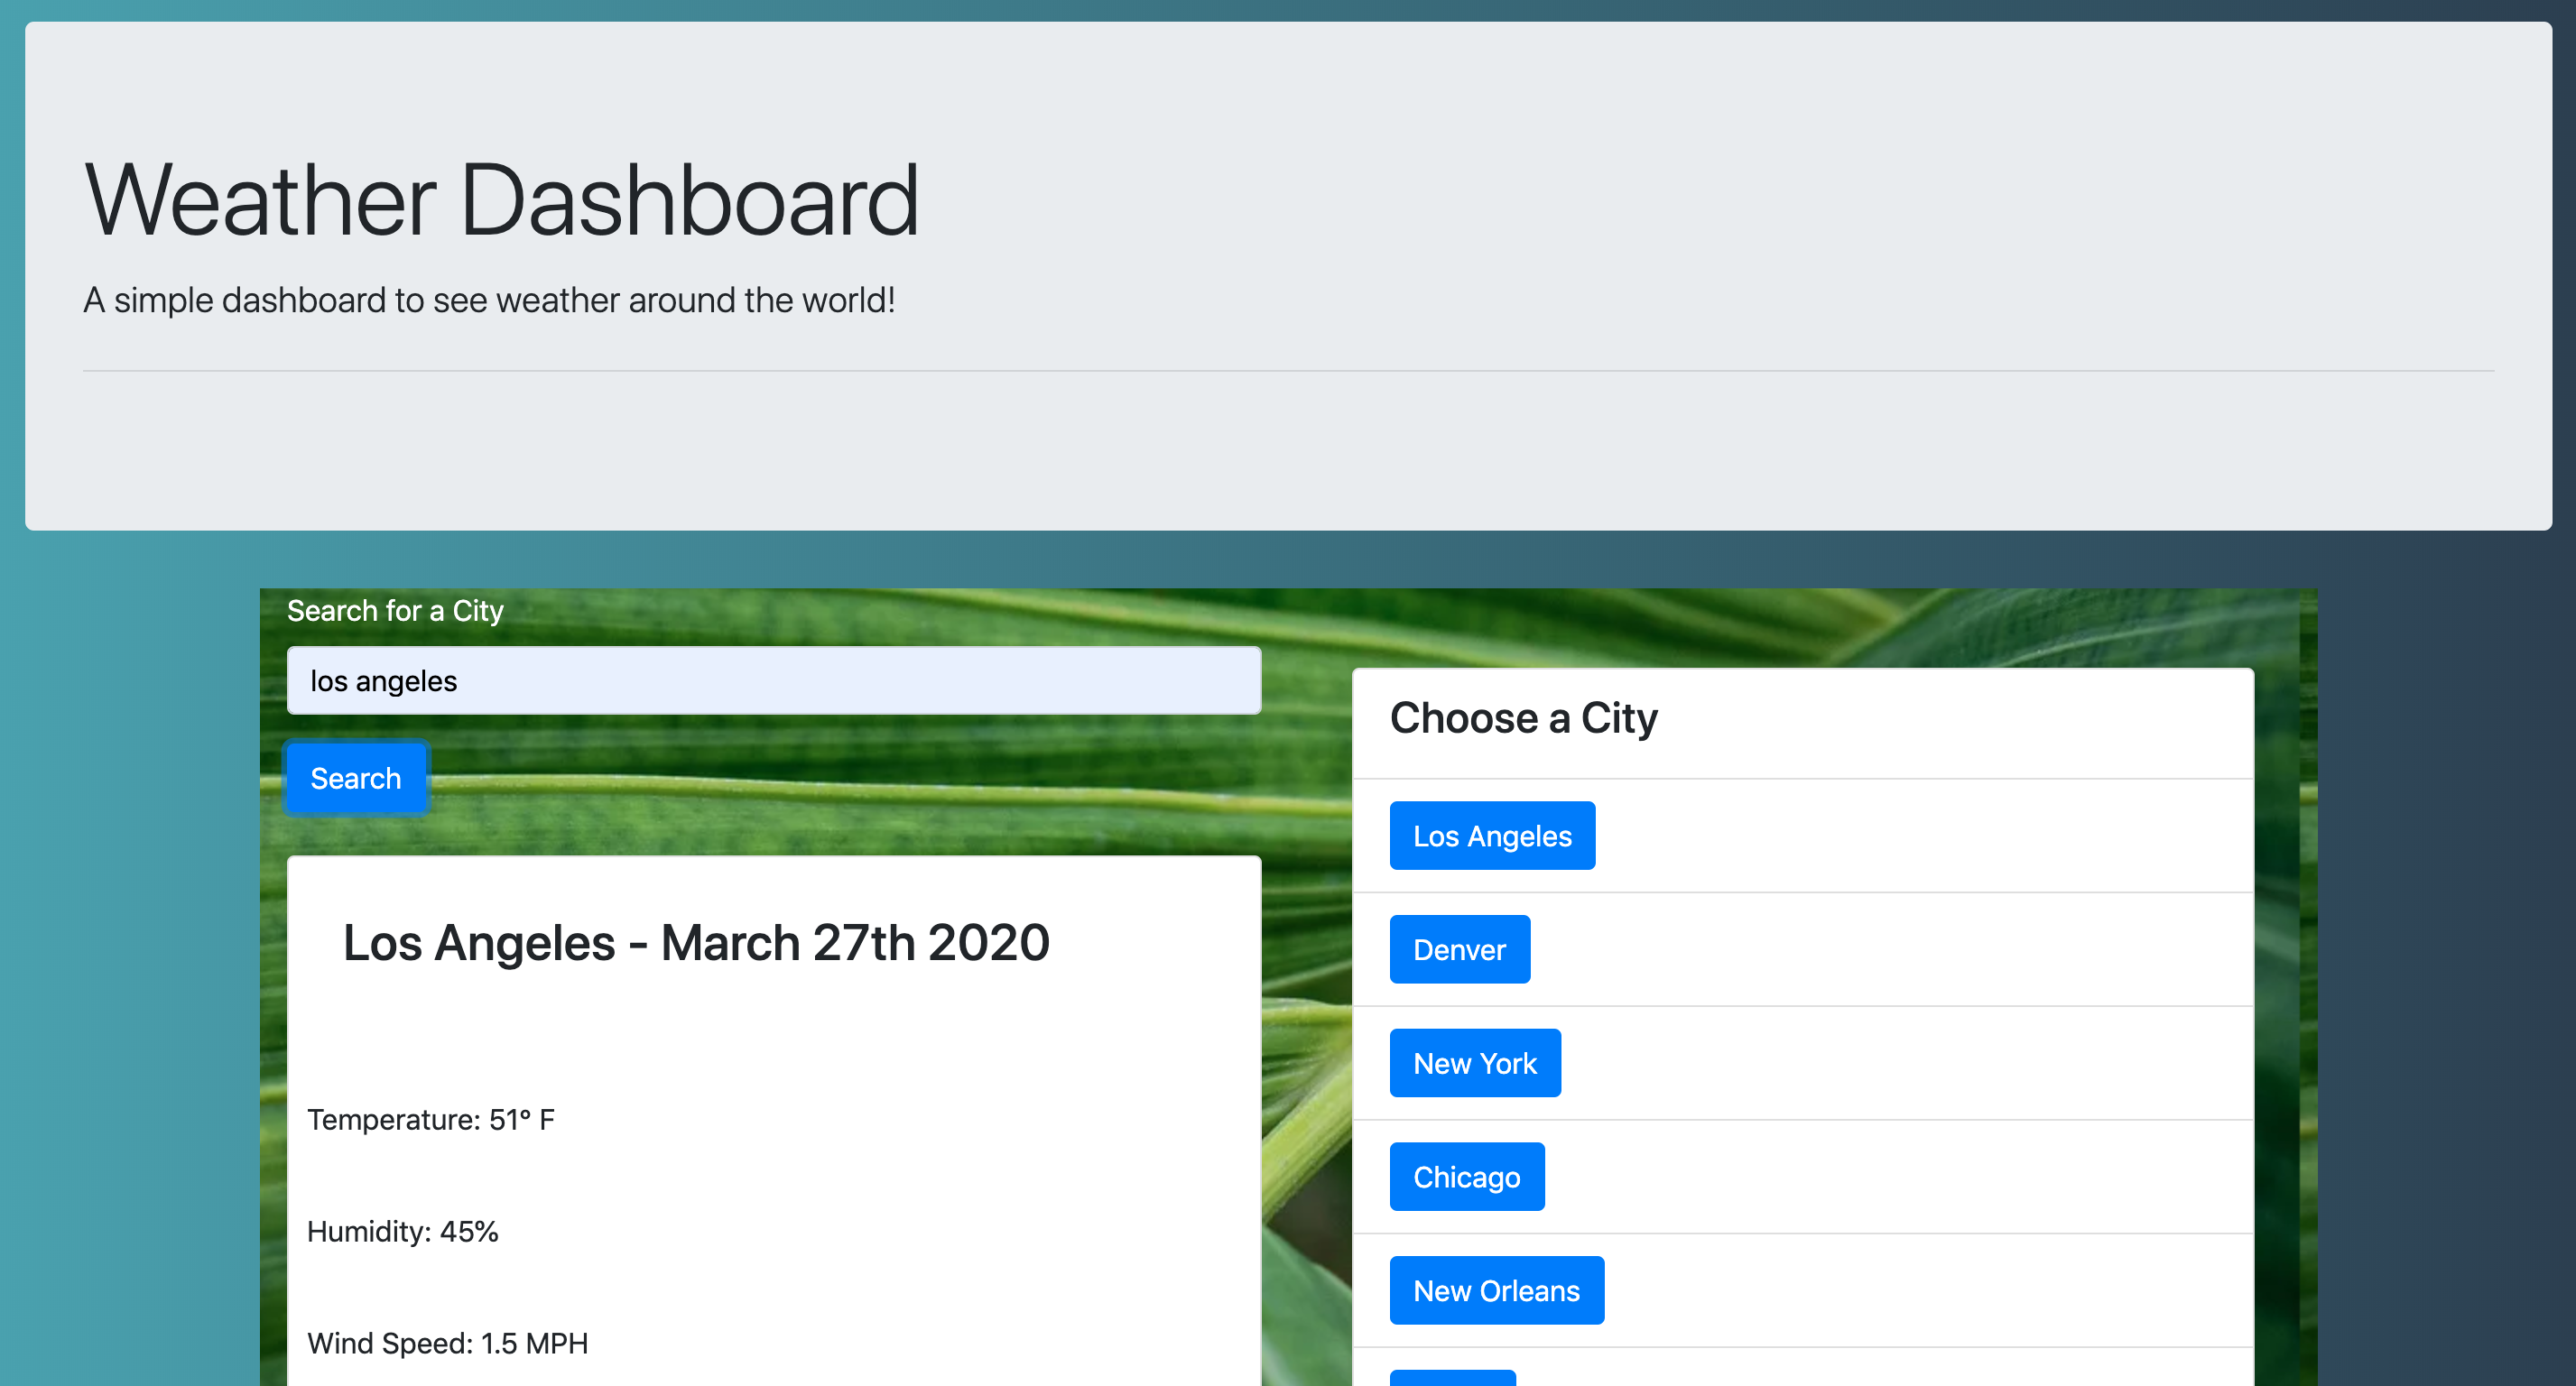 Weather Dashboard
A simple dashboard to see weather around the world!
Search for a City
los angeles
Search
Los Angeles - March 27th 2020
Temperature: 51° F
Humidity: 45%
Wind Speed: 1.5 MPH
Choose a City
Los Angeles
Denver
New York
Chicago
New Orleans